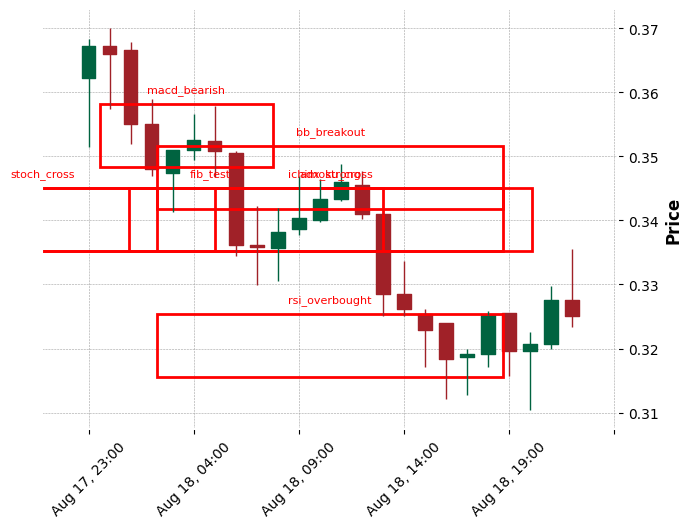 0.37
macd_bearish
0.36
bb_breakout
0.35
stoch_cross
fib_test
0.34
Price
0.33
rsi_overbought
0.32
0.31
Aug 17, 23:00
Aug 18, 04:00
Aug 18, 09:00
Aug 18, 14:00
Aug 18, 19:00